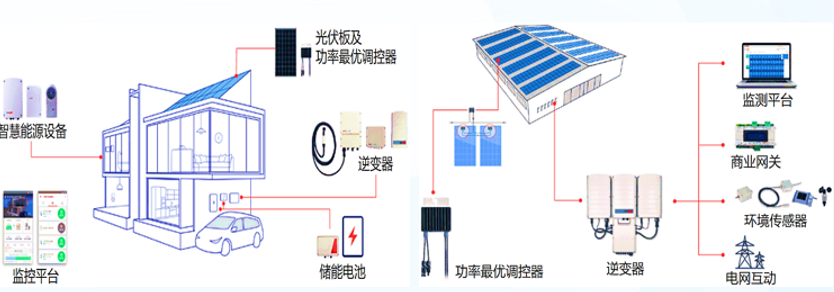 光伏板及
功率最优调控器
智慧能源设备
逆变器
监控平台
储能电池
监测平台
商业网关
环境传感器
功率最优调控器
逆变器
电网互动